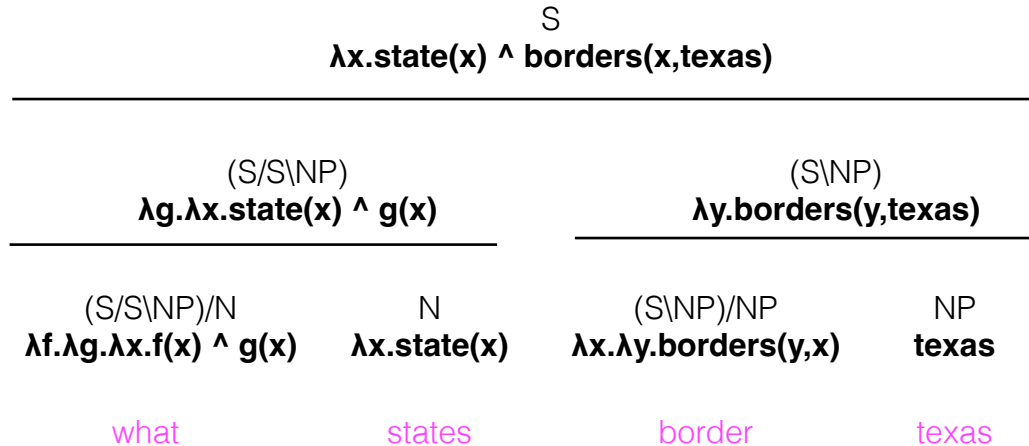 S
λx.state(x) ^ borders(x,texas)
(S/S\NP) (S\NP)
λg.λx.state(x) ^ g(x) λy.borders(y,texas)
(S/S\NP)/N N (S\NP)/NP NP
λf.λg.λx.f(x) ^ g(x) λx.state(x) λx.λy.borders(y,x) texas
what states border texas